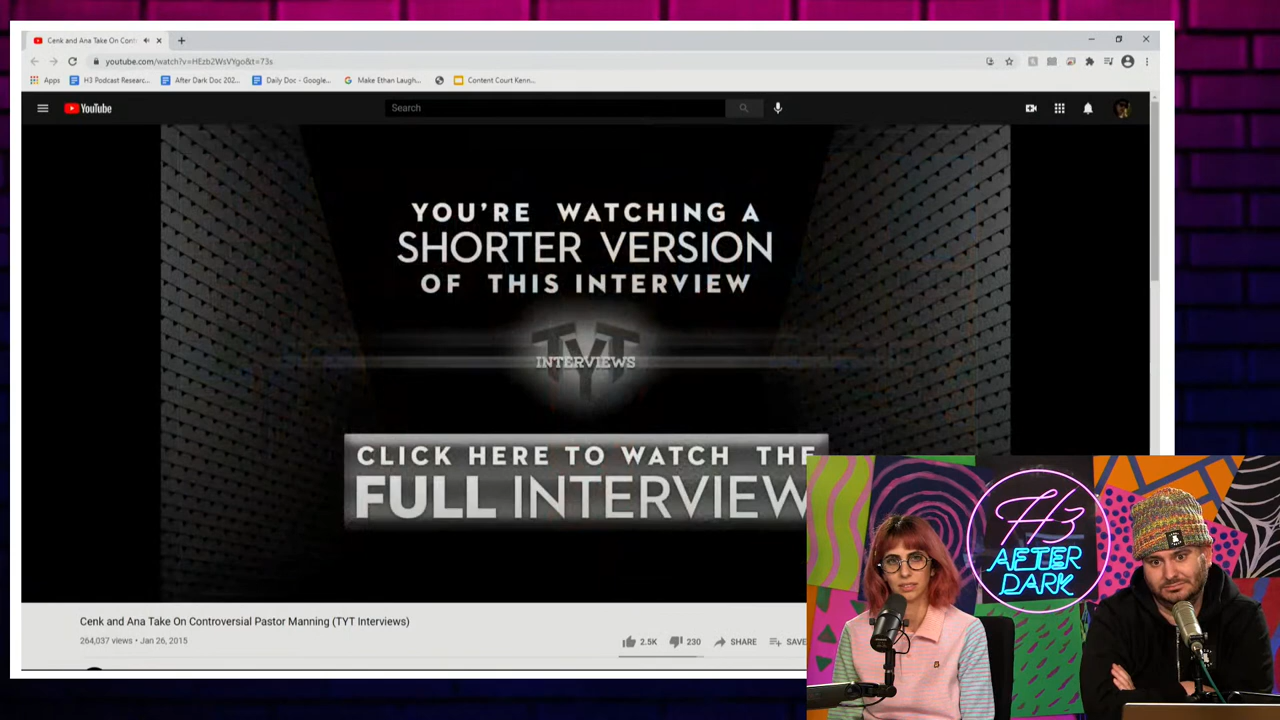 Cenk and Ana Take On Cont
youtube.com/watch?v=HEzb2WsVYgo&t=73s
Apps
H3 Podcast Researc...
After Dark Doc 202...
Daily Doc - Google...
Make Ethan Laugh...
Content Court Kenn...
YouTube
Search
YOU'RE WATCHING A
SHORTER VERSION
OF THIS INTERVIEW
TYT
INTERVIEWS
CLICK HERE TO WATCH THE
FULL INTERVIEW
Cenk and Ana Take On Controversial Pastor Manning (TYT Interviews)
264,037 views • Jan 26, 2015
2.5K
230
SHARE
SAVE
H3
AFTER
DARK